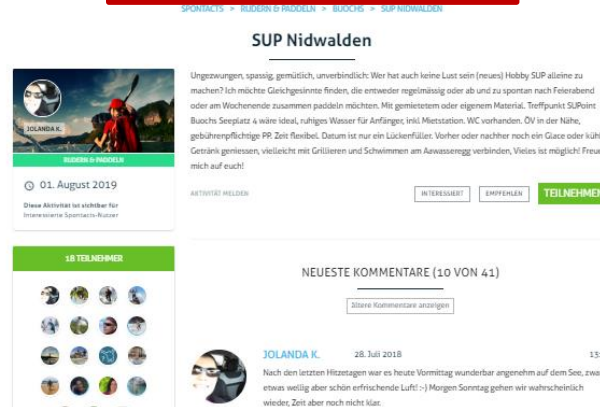 SPONTACTS > RUDERN & PADDELN > BUOCHS > SUP NIDWALDEN
SUP Nidwalden
JOLANDA K.
RUDERN & PADDELN
01. August 2019
Diese Aktivität ist sichtbar für
Interessierte Spontacts-Nutzer
Ungezwungen, spassig, gemütlich, unverbindlich: Wer hat auch keine Lust sein (neues) Hobby SUP alleine zu
machen? Ich möchte Gleichgesinnte finden, die entweder regelmässig oder ab und zu spontan nach Feierabend
oder am Wochenende zusammen paddeln möchten. Mit gemietetem oder eigenem Material. Treffpunkt SUPoint
Buochs Seeplatz 4 wäre ideal, ruhiges Wasser für Anfänger, inkl Mietstation. WC vorhanden. ÖV in der Nähe,
gebührenpflichtige PP. Zeit flexibel. Datum ist nur ein Lückenfüller. Vorher oder nachher noch ein Glace oder kühl
Getränk geniessen, vielleicht mit Grillieren und Schwimmen am Aawasseregg verbinden, Vieles ist möglich! Freue
mich auf euch!
AKTIVITÄT MELDEN
INTERESSIERT
EMPFEHLEN
TEILNEHMEN
18 TEILNEHMER
NEUESTE KOMMENTARE (10 VON 41)
Ältere Kommentare anzeigen
JOLANDA K.
28. Juli 2018
13:
Nach den letzten Hitzetagen war es heute Vormittag wunderbar angenehm auf dem See, zwa
etwas wellig aber schön erfrischende Luft! :-) Morgen Sonntag gehen wir wahrscheinlich
wieder, Zeit aber noch nicht klar.